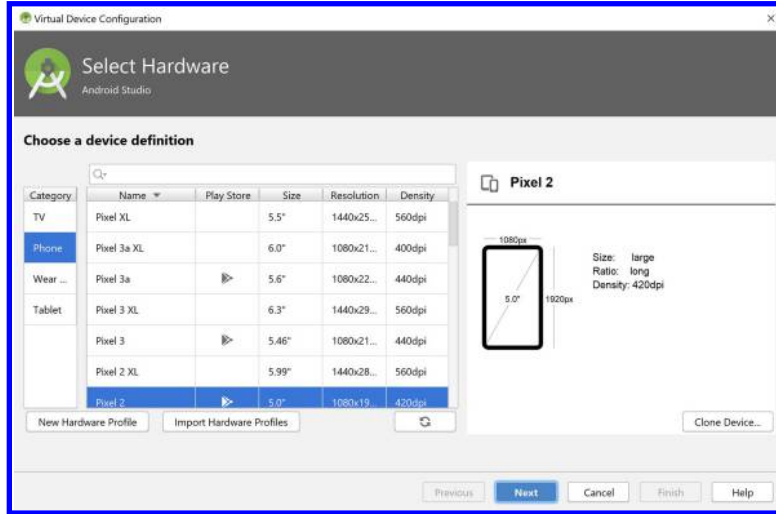 Virtual Device Configuration
Select Hardware
Android Studio
Choose a device definition
Category Name Play Store Size Resolution Density
TV
Phone
Wear ...
Tablet
Pixel XL 5.5" 1440x25... 560dpi
Pixel 3a XL 6.0" 1080x21... 400dpi
Pixel 3a 5.6" 1080x22... 440dpi
Pixel 3 XL 6.3" 1440x29... 560dpi
Pixel 3 5.46" 1080x21... 440dpi
Pixel 2 XL 5.99" 1440x28... 560dpi
Pixel 2 5.0" 1080x19... 420dpi
New Hardware Profile Import Hardware Profiles
Pixel 2
1080px
5.0" 1920px
Size: large
Ratio: long
Density: 420dpi
Clone Device...
Previous Next Cancel Finish Help